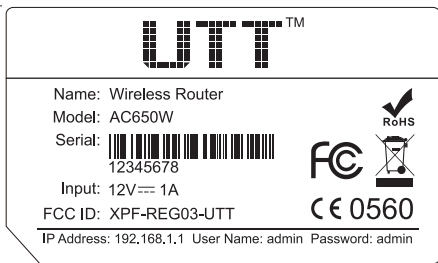 UTT™
Name: Wireless Router
Model: AC650W
RoHS
Serial:
12345678
FC
Input: 12V⎓ 1A
FCC ID: XPF-REG03-UTT
CE 0560
IP Address: 192.168.1.1 User Name: admin Password: admin